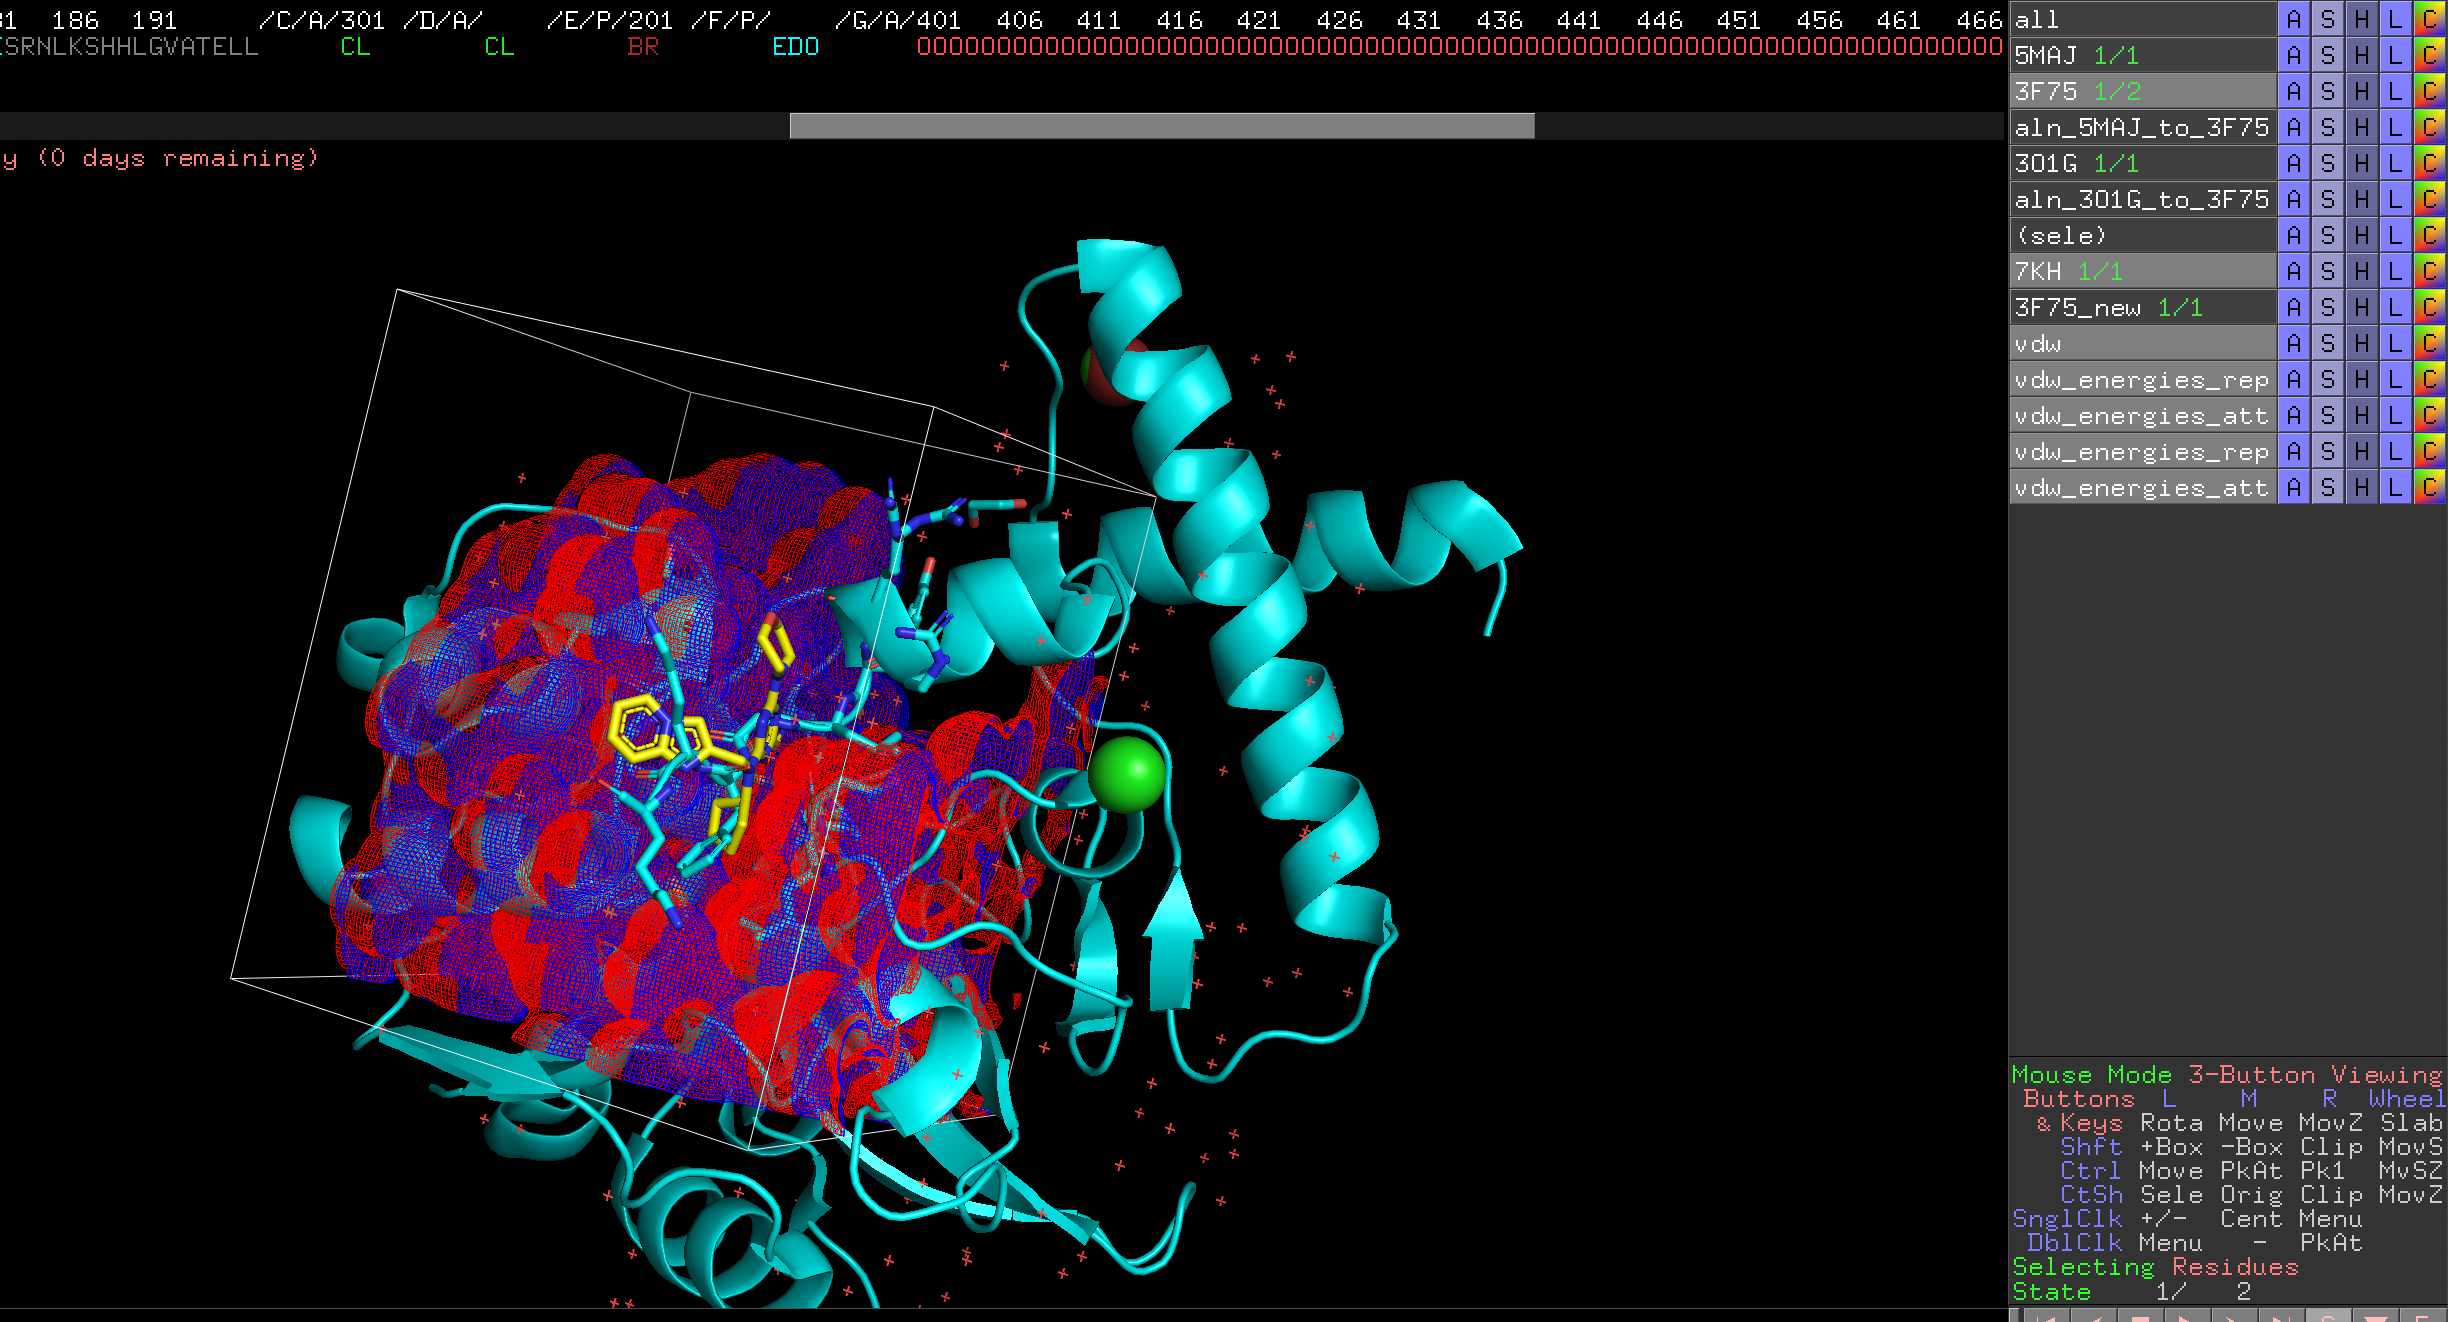 31 186 191 /C/A/301 /D/A/ /E/P/201 /F/P/ /G/A/401 406 411 416 421 426 431 436 441 446 451 456 461 466
SRNLKSHHLGVATELL CL CL BR EDO OOOOOOOOOOOOOOOOOOOOOOOOOOOOOOOOOOOOOOOOOOOOOOOOOOOOOOOOOOOOOOOOOOOO
y (0 days remaining)
all A S H L C
5MAJ 1/1 A S H L C
3F75 1/2 A S H L C
aln_5MAJ_to_3F75 A S H L C
3O1G 1/1 A S H L C
aln_3O1G_to_3F75 A S H L C
(sele) A S H L C
7KH 1/1 A S H L C
3F75_new 1/1 A S H L C
vdw A S H L C
vdw_energies_rep A S H L C
vdw_energies_att A S H L C
vdw_energies_rep A S H L C
vdw_energies_att A S H L C
Mouse Mode 3-Button Viewing
Buttons L M R Wheel
& Keys Rota Move MovZ Slab
Shft +Box -Box Clip MovS
Ctrl Move PkAt Pk1 MvSZ
CtSh Sele Orig Clip MovZ
SnglClk +/- Cent Menu
DblClk Menu - PkAt
Selecting Residues
State 1/ 2